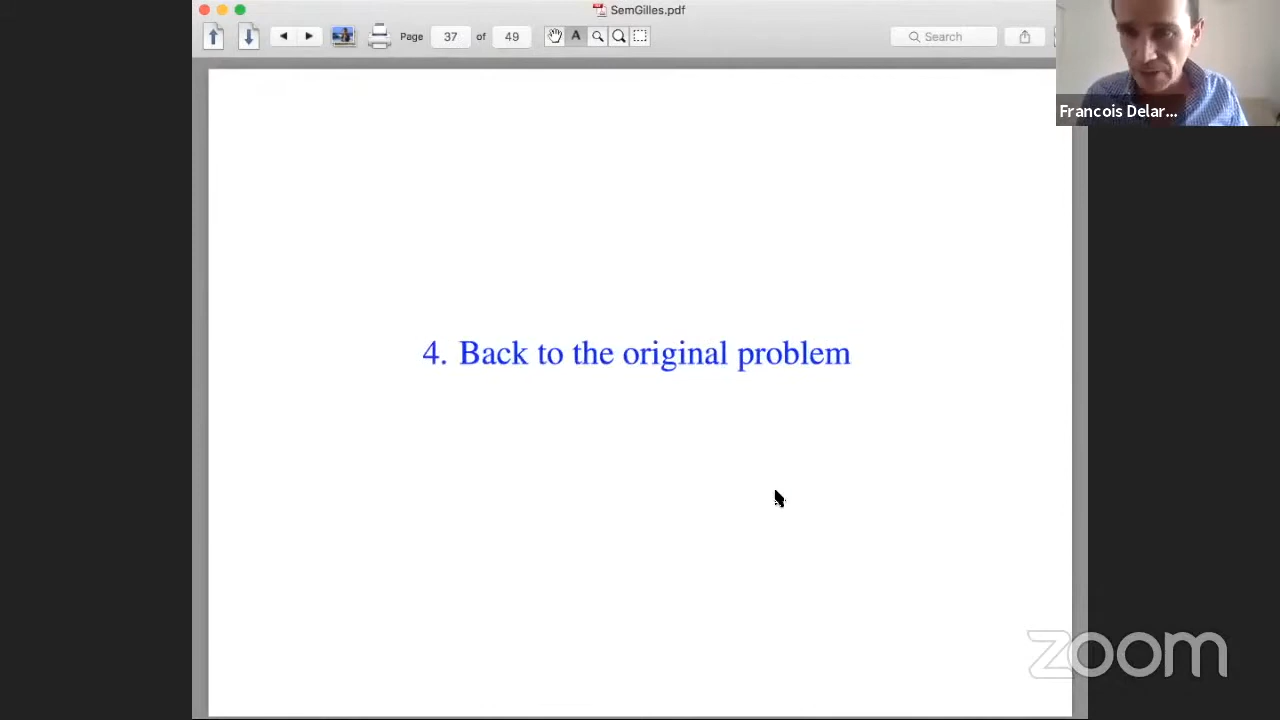 SemGilles.pdf
Page 37 of 49
A
Search
Francois Delar...
4. Back to the original problem
zoom